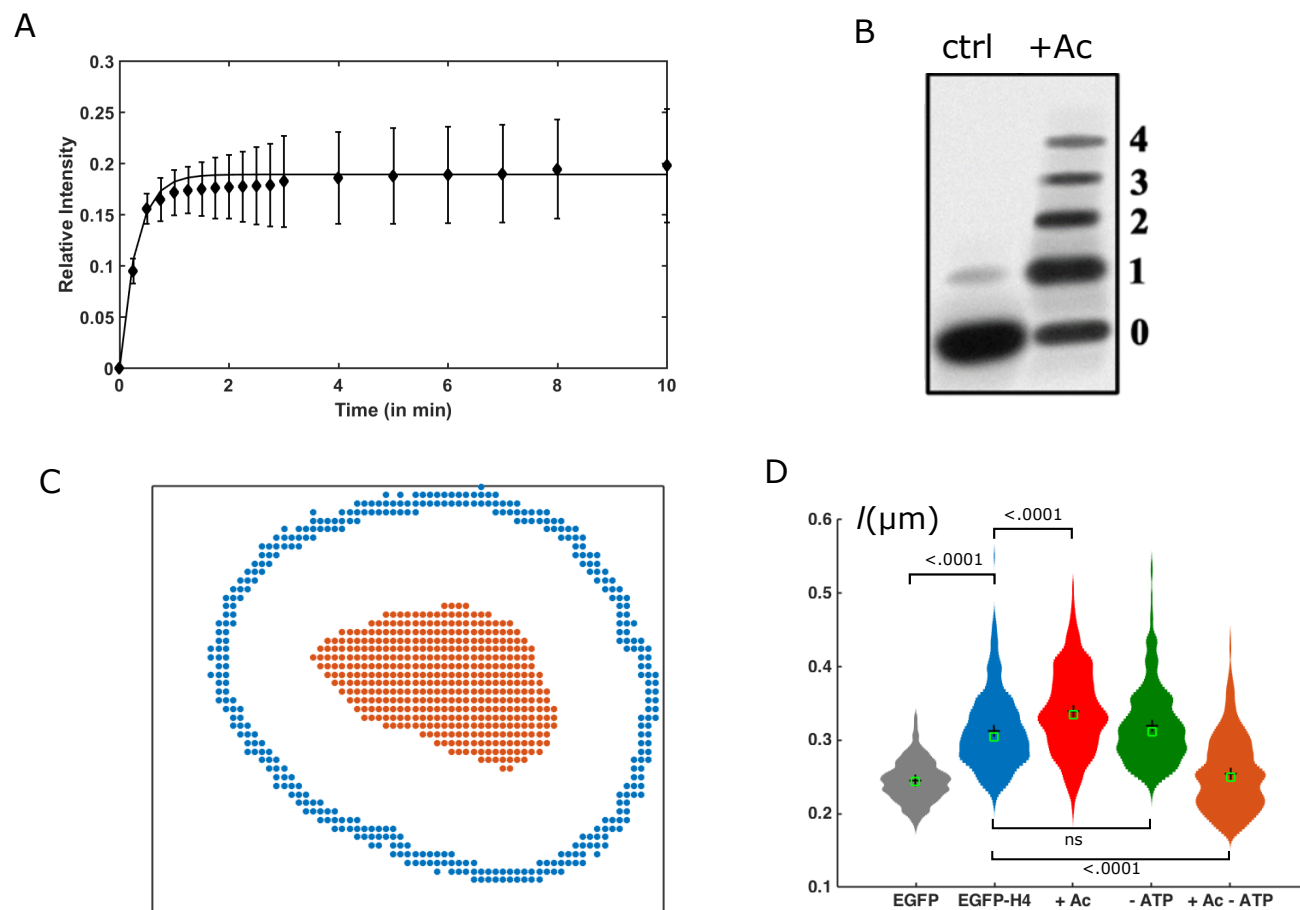 A
0.3
0.25
0.2
0.15
0.1
0.05
0
Relative Intensity
0 2 4 6 8 10
Time (in min)
B
ctrl +Ac
4
3
2
1
0
C
D
l(μm)
0.6
0.5
0.4
0.3
0.2
0.1
<.0001
<.0001
ns
<.0001
EGFP EGFP-H4 + Ac - ATP + Ac - ATP